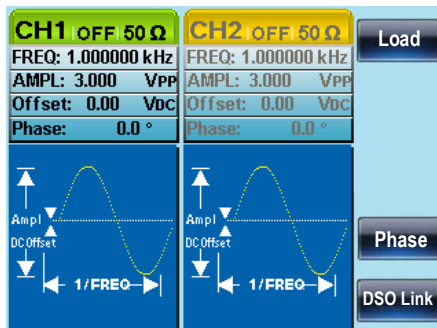 CH1 OFF 50 Ω
FREQ: 1.000000 kHz
AMPL: 3.000 VPP
Offset: 0.00 VDC
Phase: 0.0 °
Ampl
DC Offset
1/FREQ
CH2 OFF 50 Ω
FREQ: 1.000000 kHz
AMPL: 3.000 VPP
Offset: 0.00 VDC
Phase: 0.0 °
Ampl
DC Offset
1/FREQ
Load
Phase
DSO Link